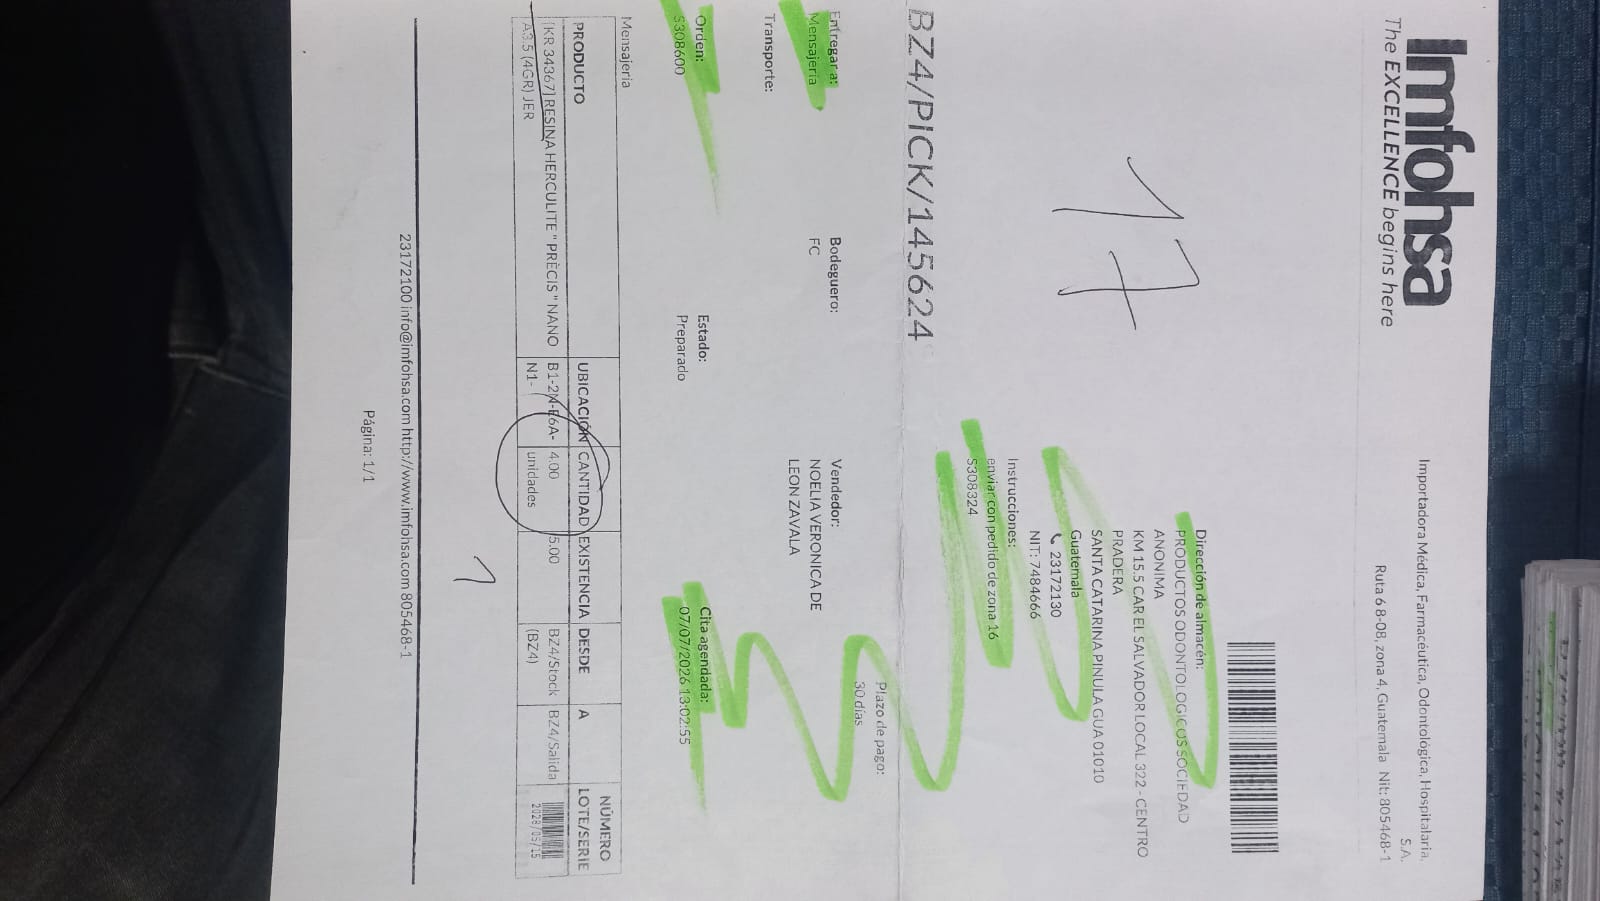 Imfohsa
The EXCELLENCE begins here
Importadora Médica, Farmacéutica, Odontológica, Hospitalaria,
S.A.
Ruta 6 8-08, zona 4, Guatemala Nit: 805468-1
17
Dirección de almacén:
PRODUCTOS ODONTOLOGICOS SOCIEDAD
ANONIMA
KM 15.5 CAR EL SALVADOR LOCAL 322 - CENTRO
PRADERA
SANTA CATARINA PINULA GUA 01010
Guatemala
23172130
NIT: 7484666
Instrucciones:
enviar con pedido de zona 16
S308324
BZ4/PICK/145624
Plazo de pago:
30 días
Entregar a:
Mensajeria
Bodeguero:
FC
Vendedor:
NOELIA VERONICA DE
LEON ZAVALA
Transporte:
Orden:
S308600
Estado:
Preparado
Cita agendada:
07/07/2026 13:02:55
Mensajeria
PRODUCTO UBICACIÓN CANTIDAD EXISTENCIA DESDE A NÚMERO LOTE/SERIE
[KR 34367] RESINA HERCULITE " PRÈCIS " NANO B1-2N-E6A- 4.00 5.00 BZ4/Stock BZ4/Salida
A3.5 (4GR) JER N1- unidades (BZ4) 2028/05/15
1
23172100 info@imfohsa.com http://www.imfohsa.com 805468-1
Página: 1/1